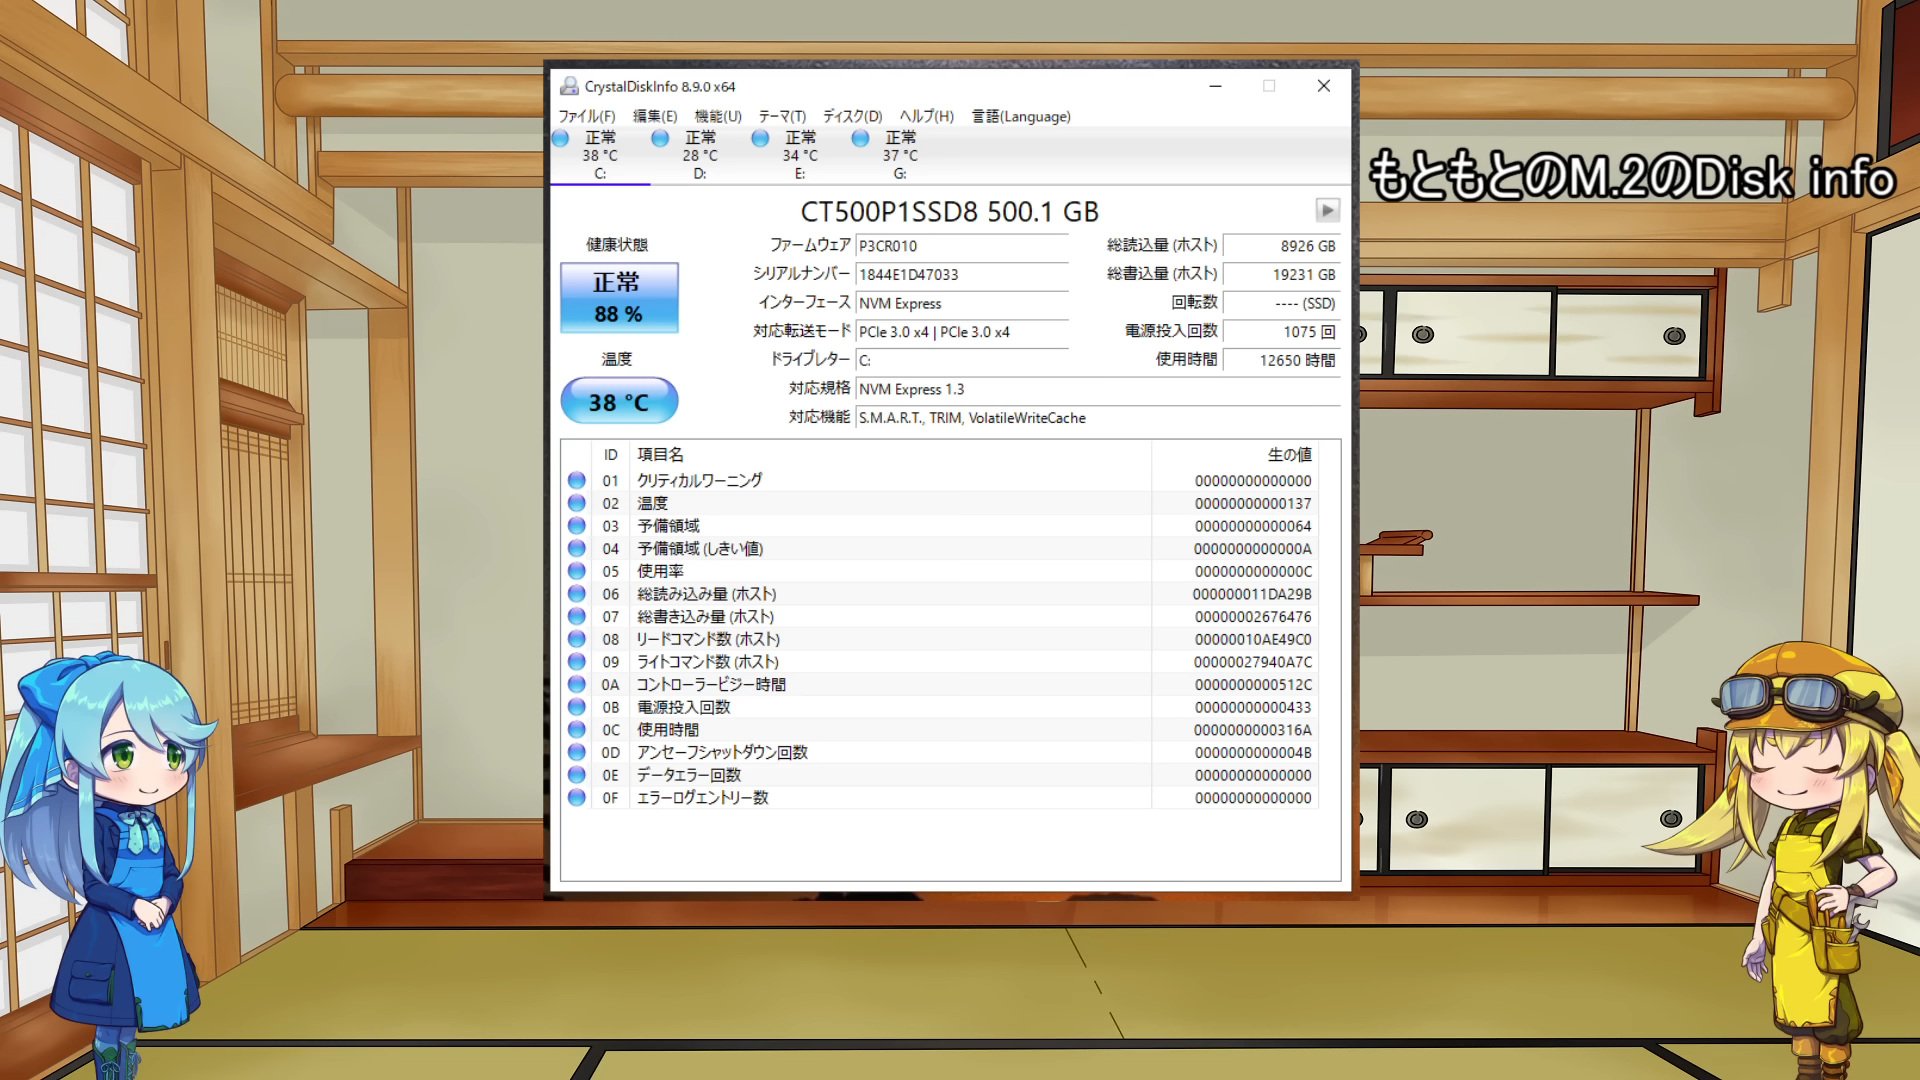 CrystalDiskInfo 8.9.0 x64
ファイル(F) 編集(E) 機能(U) テーマ(T) ディスク(D) ヘルプ(H) 言語(Language)
正常 正常 正常 正常
38 °C 28 °C 34 °C 37 °C
C: D: E: G:
もともとのM.2のDisk info
CT500P1SSD8 500.1 GB
健康状態
正常
88 %
温度
38 °C
ファームウェア P3CR010
シリアルナンバー 1844E1D47033
インターフェース NVM Express
対応転送モード PCIe 3.0 x4 | PCIe 3.0 x4
ドライブレター C:
対応規格 NVM Express 1.3
対応機能 S.M.A.R.T., TRIM, VolatileWriteCache
総読込量 (ホスト) 8926 GB
総書込量 (ホスト) 19231 GB
回転数 ---- (SSD)
電源投入回数 1075 回
使用時間 12650 時間
ID 項目名 生の値
01 クリティカルワーニング 00000000000000
02 温度 00000000000137
03 予備領域 00000000000064
04 予備領域 (しきい値) 0000000000000A
05 使用率 0000000000000C
06 総読み込み量 (ホスト) 000000011DA29B
07 総書き込み量 (ホスト) 00000002676476
08 リードコマンド数 (ホスト) 00000010AE49C0
09 ライトコマンド数 (ホスト) 00000027940A7C
0A コントローラービジー時間 0000000000512C
0B 電源投入回数 00000000000433
0C 使用時間 0000000000316A
0D アンセーフシャットダウン回数 0000000000004B
0E データエラー回数 00000000000000
0F エラーログエントリー数 00000000000000